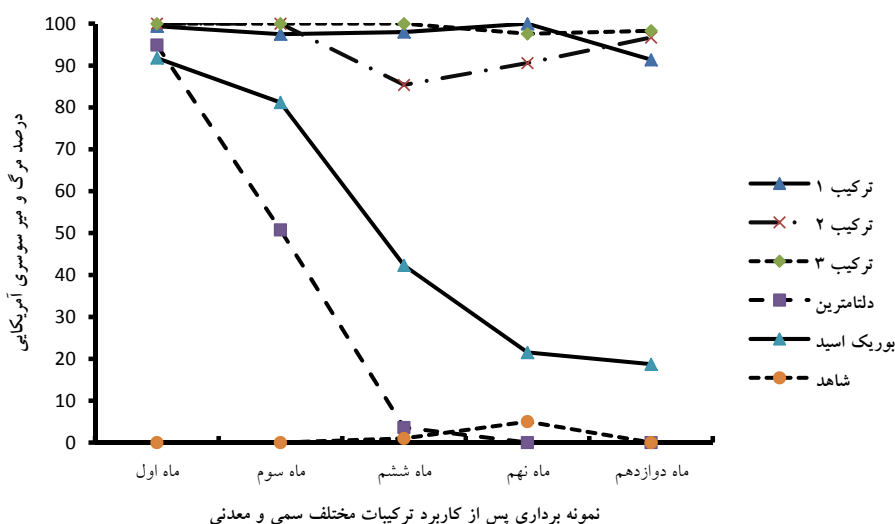 درصد مرگ و میر سوسری آمریکایی
100
90
80
70
60
50
40
30
20
10
0
ماه اول
ماه سوم
ماه ششم
ماه نهم
ماه دوازدهم
نمونه برداری پس از کاربرد ترکیبات مختلف سمی و معدنی
ترکیب ۱
ترکیب ۲
ترکیب ۳
دلتامترین
بوریک اسید
شاهد